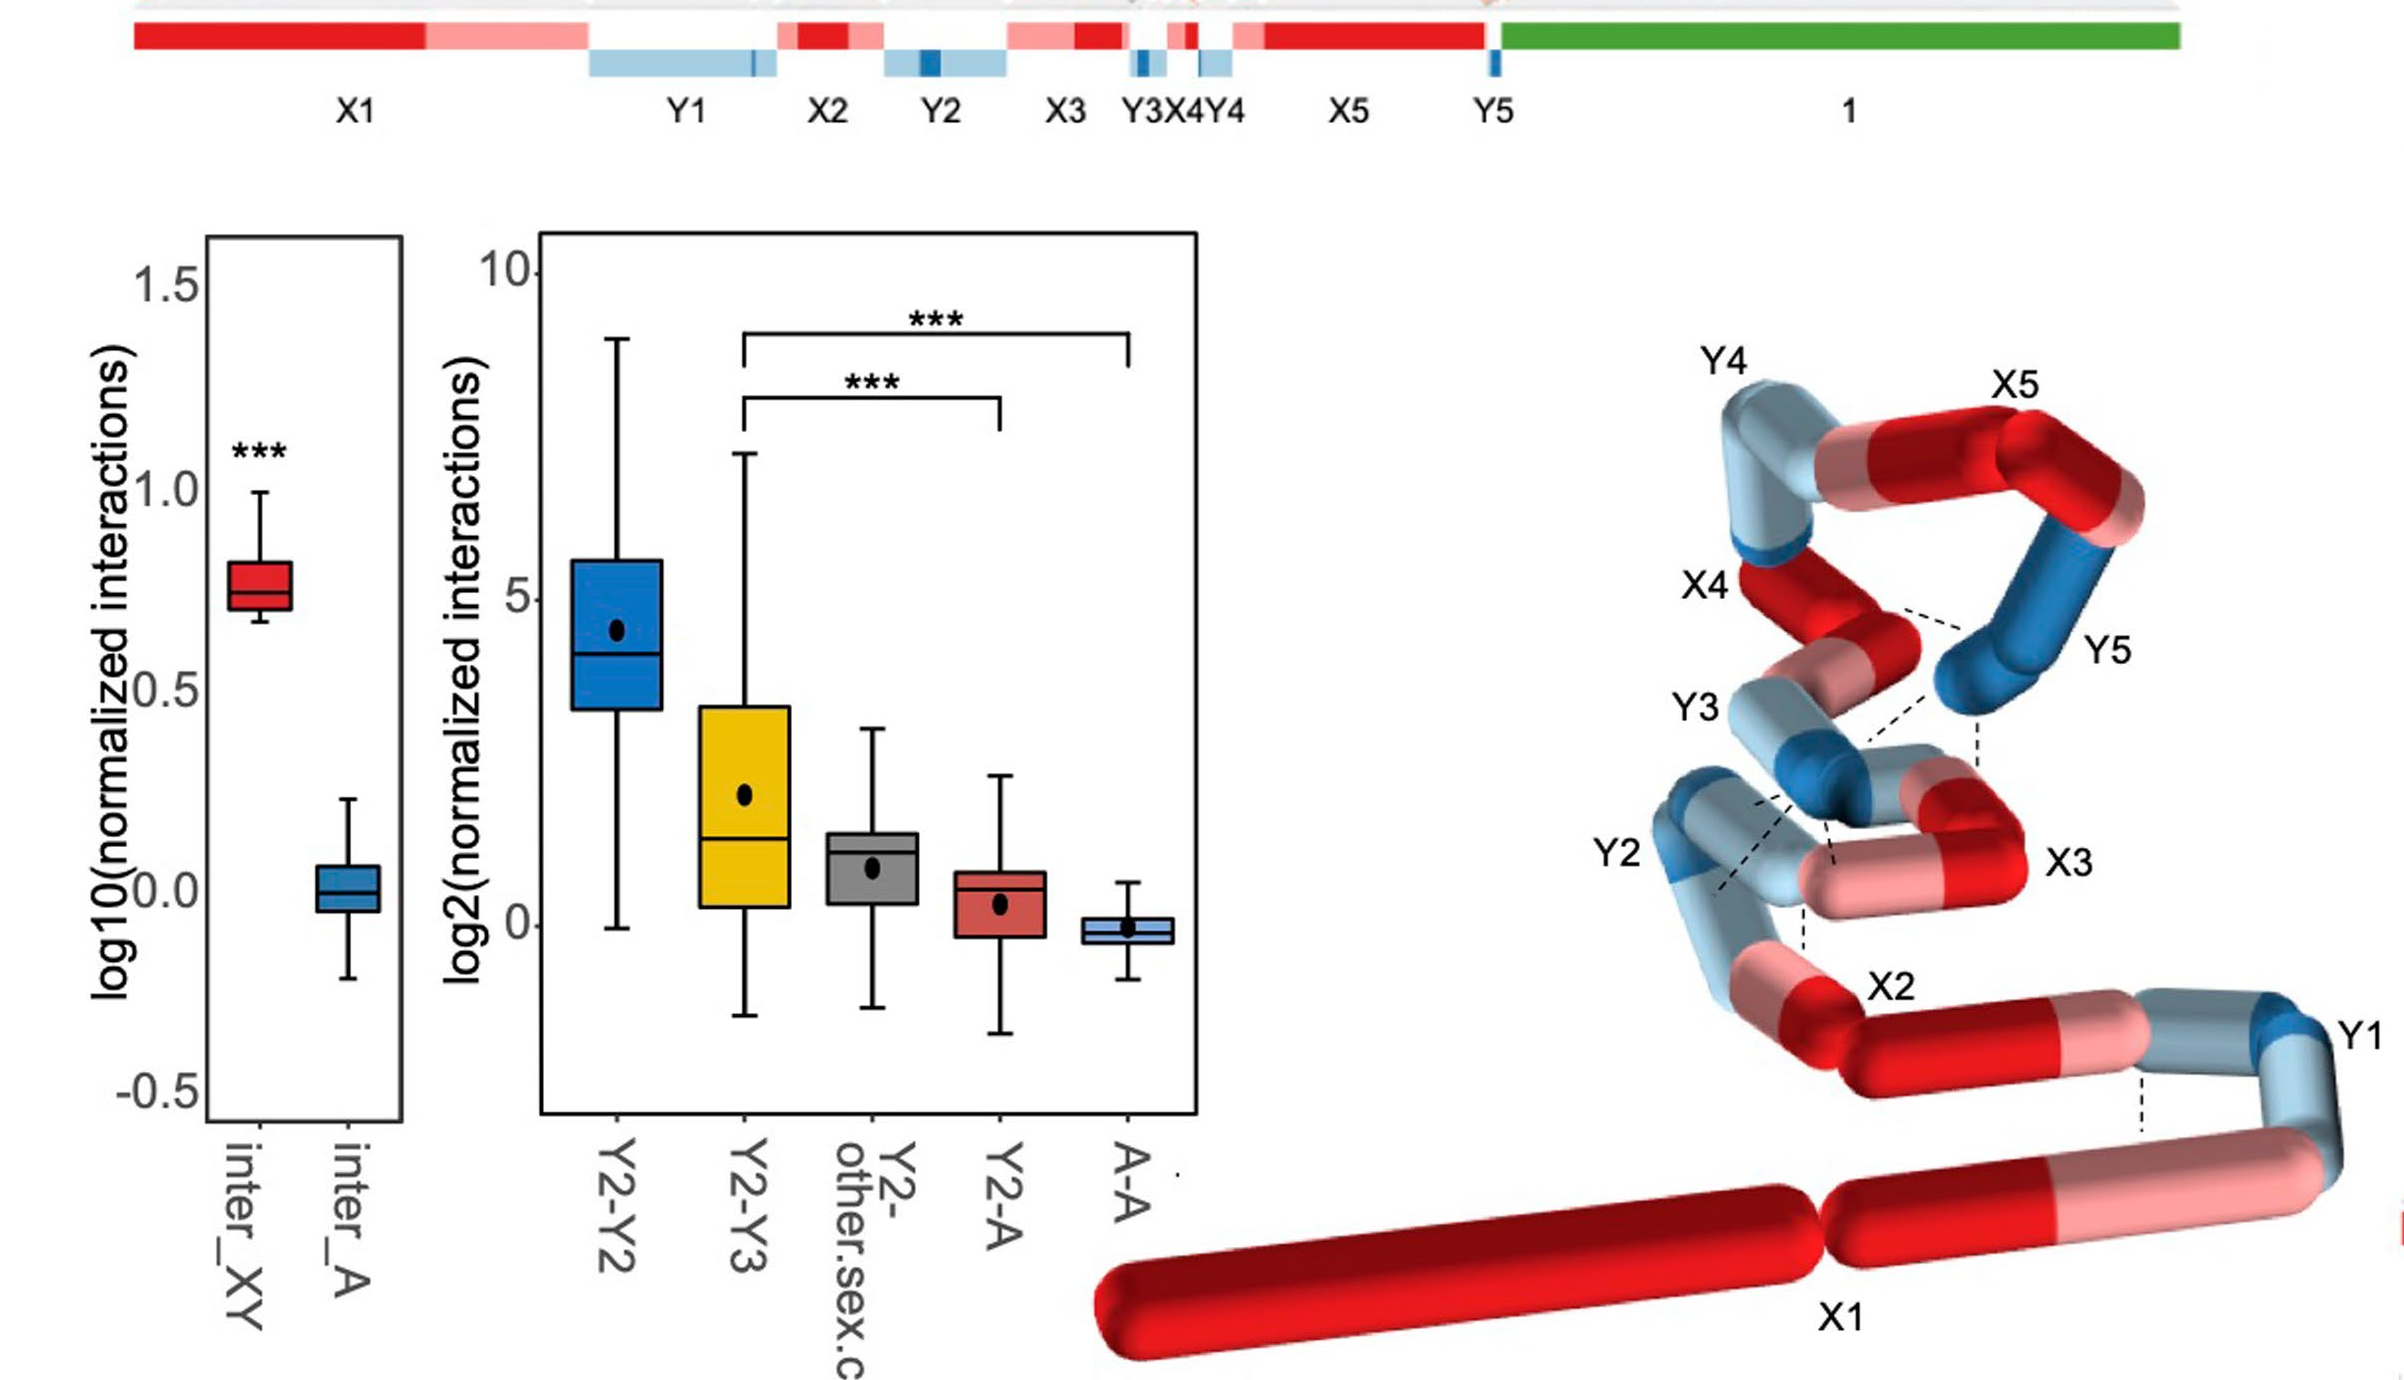 X1 Y1 X2 Y2 X3 Y3X4Y4 X5 Y5 1
log10(normalized interactions)
1.5
1.0
0.5
0.0
-0.5
***
inter_XY
inter_A
log2(normalized interactions)
10
5
0
***
***
Y2-Y2
Y2-Y3
Y2-
other.sex.c
Y2-A
A-A
Y4
X5
X4
Y5
Y3
Y2
X3
X2
Y1
X1